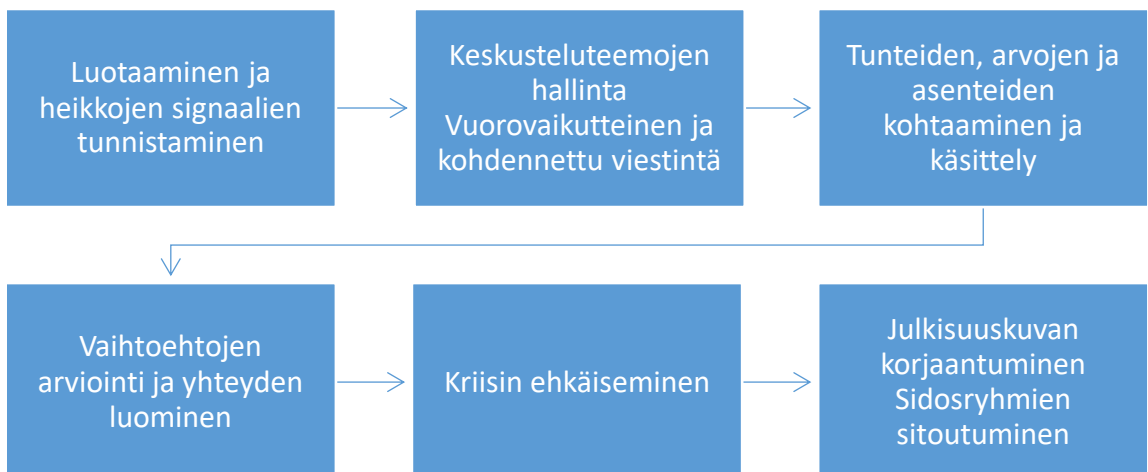 Luotaaminen ja
heikkojen signaalien
tunnistaminen
Keskusteluteemojen
hallinta
Vuorovaikutteinen ja
kohdennettu viestintä
Tunteiden, arvojen ja
asenteiden
kohtaaminen ja
käsittely
Vaihtoehtojen
arviointi ja yhteyden
luominen
Kriisin ehkäiseminen
Julkisuuskuvan
korjaantuminen
Sidosryhmien
sitoutuminen